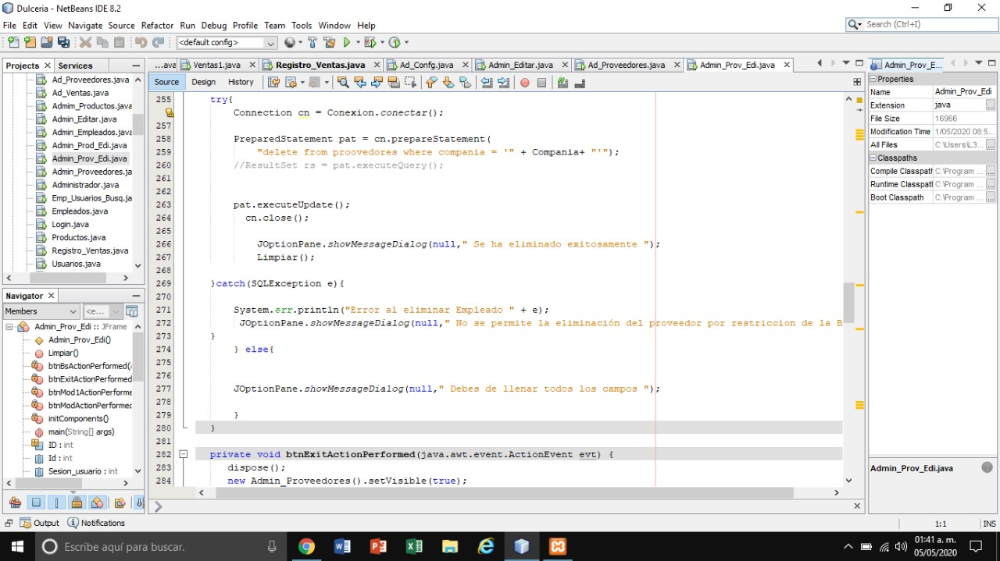 Dulceria - NetBeans IDE 8.2
File Edit View Navigate Source Refactor Run Debug Profile Team Tools Window Help
Search (Ctrl+I)
<default config>
Projects Services
Ad_Proveedores.java
Ad_Ventas.java
Admim_Productos.java
Admin_Editar.java
Admin_Empleados.java
Admin_Prod_Edi.java
Admin_Prov_Edi.java
Admin_Proveedores.ja
Administrador.java
Emp_Usuarios_Busq.ja
Empleados.java
Login.java
Productos.java
Registro_Ventas.java
Usuarios.java
Navigator
Members <e...
Admin_Prov_Edi :: JFrame
Admin_Prov_Edi()
Limpiar()
btnBsActionPerformed(
btnExitActionPerformed
btnMod1ActionPerforme
btnModActionPerformed
initComponents()
main(String[] args)
ID : int
Id : int
Sesion_usuario : int
...ava Ventas1.java Registro_Ventas.java Ad_Confg.java Admin_Editar.java Ad_Proveedores.java Admin_Prov_Edi.java
Source Design History
255 try{
Connection cn = Conexion.conectar();
257
258 PreparedStatement pat = cn.prepareStatement(
259 "delete from proovedores where compania = '" + Compania+ "'");
260 //ResultSet rs = pat.executeQuery();
261
262
263 pat.executeUpdate();
264 cn.close();
265
266 JOptionPane.showMessageDialog(null," Se ha eliminado exitosamente ");
267 Limpiar();
268
269 }catch(SQLException e){
270
271 System.err.println("Error al eliminar Empleado " + e);
272 JOptionPane.showMessageDialog(null," No se permite la eliminación del proveedor por restriccion de la B
273 }
274 } else{
275
276
277 JOptionPane.showMessageDialog(null," Debes de llenar todos los campos ");
278
279 }
280 }
281
282 private void btnExitActionPerformed(java.awt.event.ActionEvent evt) {
283 dispose();
284 new Admin_Proveedores().setVisible(true);
Admin_Prov_E...
Properties
Name Admin_Prov_Edi
Extension java
File Size 16966
Modification Time 1/05/2020 08:5
All Files C:\Users\L3... ...
Classpaths
Compile Classpath C:\Program ... ...
Runtime Classpath C:\Program ... ...
Boot Classpath C:\Program ... ...
Admin_Prov_Edi.java
Output Notifications
1:1 INS
Escribe aquí para buscar.
01:41 a. m.
05/05/2020